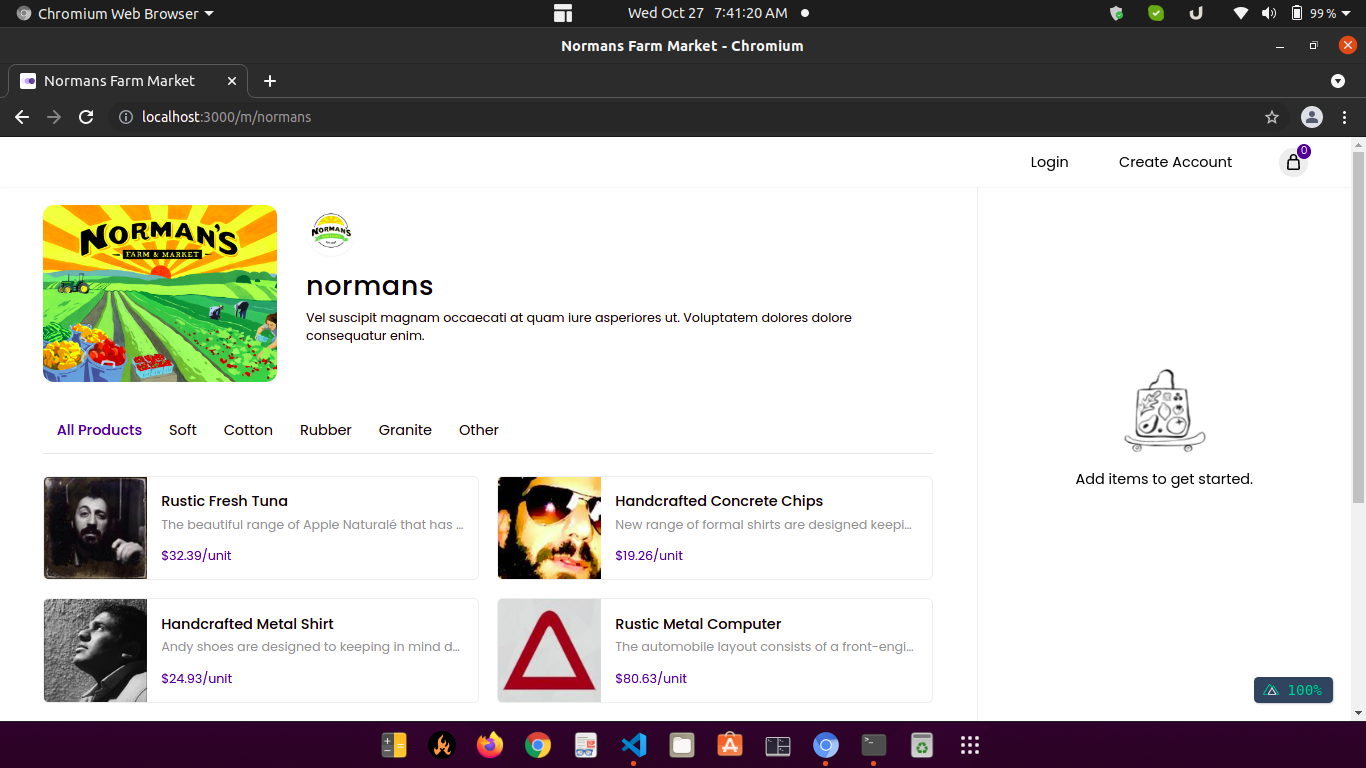 Chromium Web Browser
Wed Oct 27 7:41:20 AM
99 %
Normans Farm Market - Chromium
Normans Farm Market
localhost:3000/m/normans
Login
Create Account
0
NORMAN'S
FARM & MARKET
NORMAN'S
normans
Vel suscipit magnam occaecati at quam iure asperiores ut. Voluptatem dolores dolore
consequatur enim.
All Products
Soft
Cotton
Rubber
Granite
Other
Rustic Fresh Tuna
The beautiful range of Apple Naturalé that has ...
$32.39/unit
Handcrafted Concrete Chips
New range of formal shirts are designed keepi...
$19.26/unit
Handcrafted Metal Shirt
Andy shoes are designed to keeping in mind d...
$24.93/unit
Rustic Metal Computer
The automobile layout consists of a front-engi...
$80.63/unit
Add items to get started.
100%